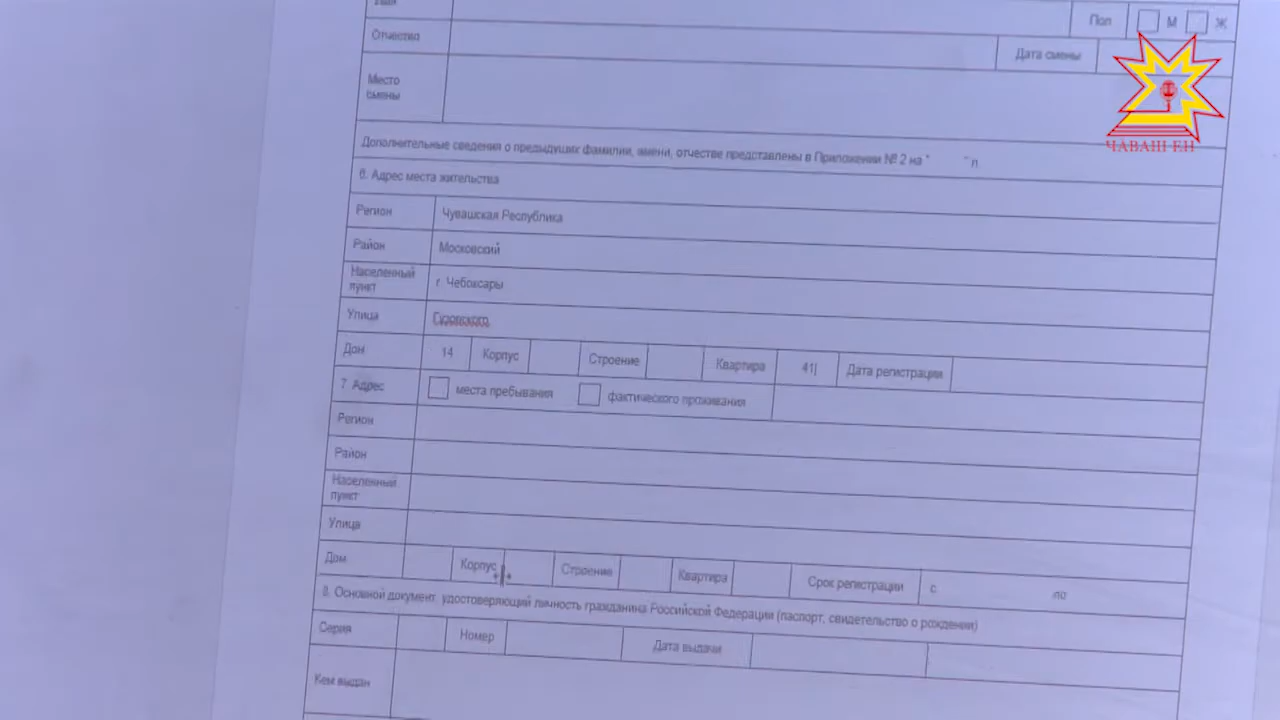 Имя
Пол М Ж
Отчество
Дата смены
Место смены
Дополнительные сведения о предыдущих фамилии, имени, отчестве представлены в Приложении № 2 на " " л
6. Адрес места жительства
Регион Чувашская Республика
Район Московский
Населенный пункт г. Чебоксары
Улица Гузовского
Дом 14 Корпус Строение Квартира 41 Дата регистрации
7 Адрес места пребывания фактического проживания
Регион
Район
Населенный пункт
Улица
Дом Корпус Строение Квартира Срок регистрации с по
8. Основной документ, удостоверяющий личность гражданина Российской Федерации (паспорт, свидетельство о рождении)
Серия Номер Дата выдачи
Кем выдан
ЧӐВАШ ЕН